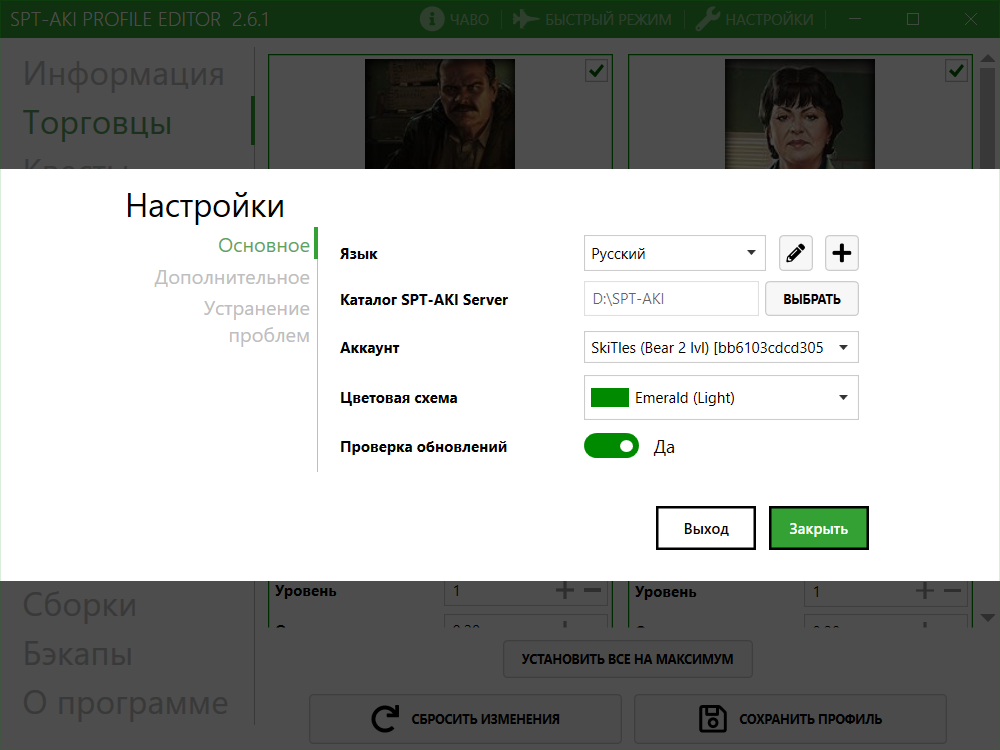 SPT-AKI PROFILE EDITOR 2.6.1
ЧАВО
БЫСТРЫЙ РЕЖИМ
НАСТРОЙКИ
Информация
Торговцы
Настройки
Основное
Дополнительное
Устранение
проблем
Язык
Русский
Каталог SPT-AKI Server
D:\SPT-AKI
ВЫБРАТЬ
Аккаунт
SkiTles (Bear 2 lvl) [bb6103cdcd305
Цветовая схема
Emerald (Light)
Проверка обновлений
Да
Выход
Закрыть
Уровень
1
Уровень
1
Сборки
Бэкапы
О программе
УСТАНОВИТЬ ВСЕ НА МАКСИМУМ
СБРОСИТЬ ИЗМЕНЕНИЯ
СОХРАНИТЬ ПРОФИЛЬ